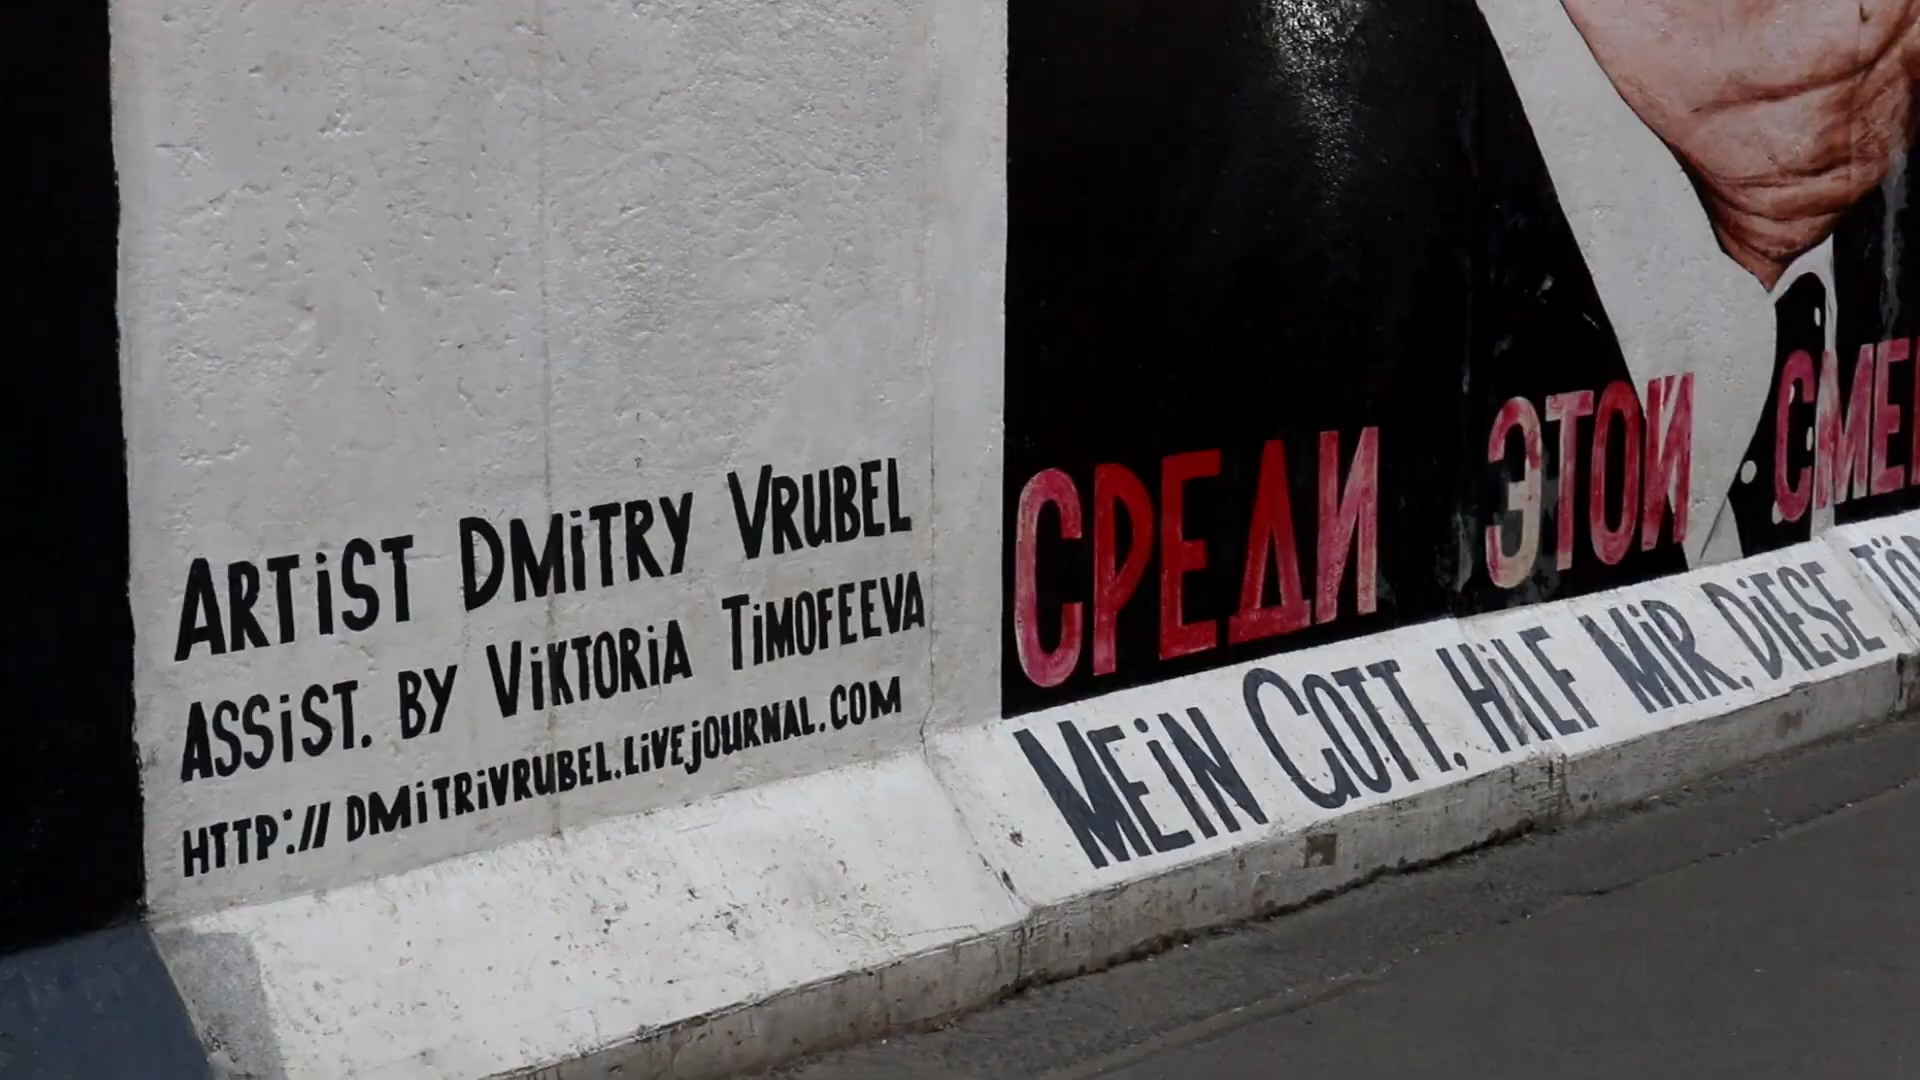 ARTiST DMiTRY VRUBEL
ASSiST. BY ViKTORiA TiMOFEEVA
HTTP:// DMiTRiVRUBEL.LiVEjOURNAL.COM
СРЕДИ ЭТОЙ
MEiN GOTT, HiLF MiR, DiESE